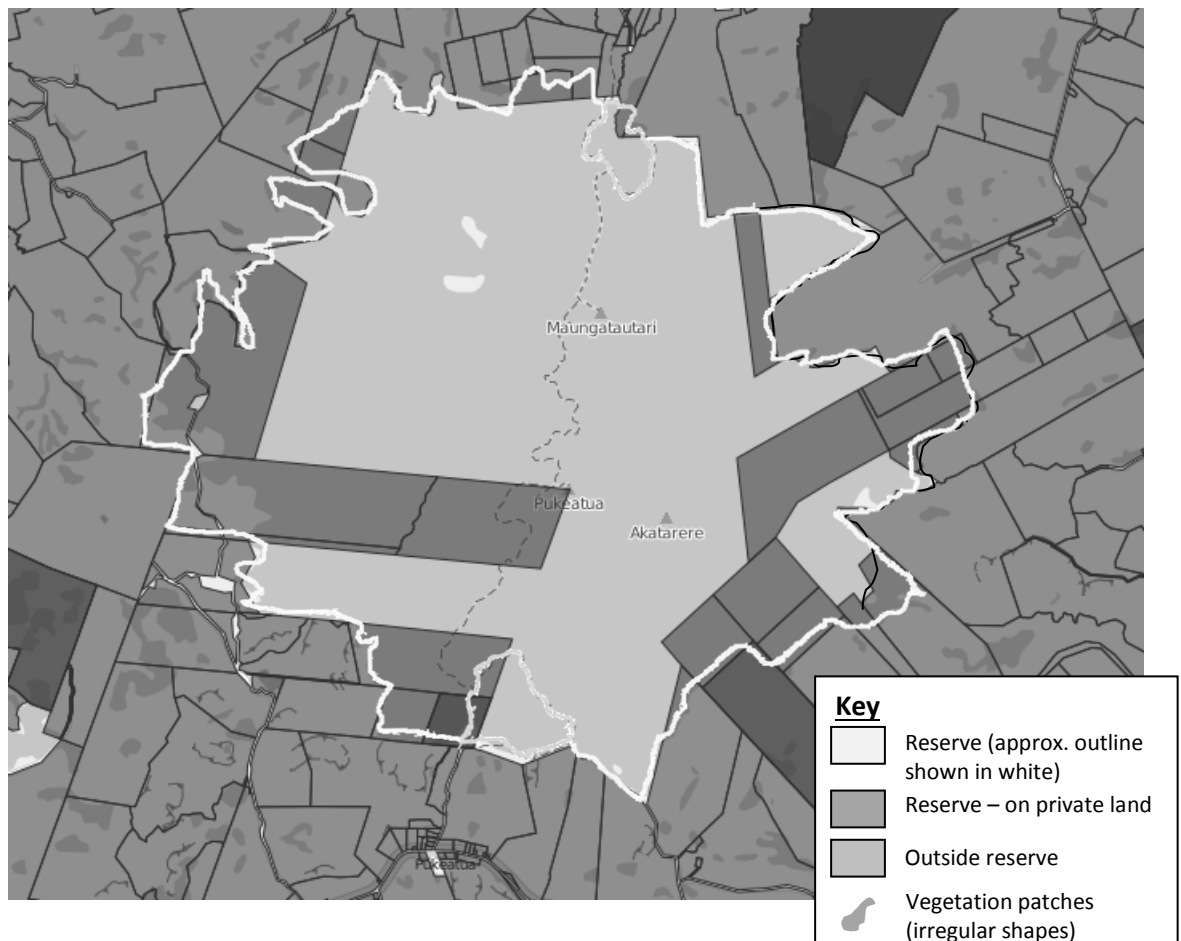 Maungatautari
Pukeatua
Akatarere
Pukeatua
Key
Reserve (approx. outline
shown in white)
Reserve – on private land
Outside reserve
Vegetation patches
(irregular shapes)